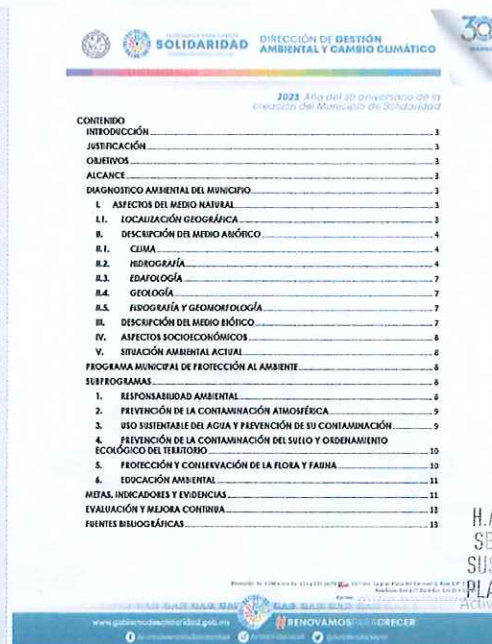 SOLIDARIDAD
DIRECCIÓN DE GESTIÓN
AMBIENTAL Y CAMBIO CLIMÁTICO
30
2023 Año del 30 aniversario de la
creación del Municipio de Solidaridad
CONTENIDO
INTRODUCCIÓN 3
JUSTIFICACIÓN 3
OBJETIVOS 3
ALCANCE 3
DIAGNOSTICO AMBIENTAL DEL MUNICIPIO 3
I. ASPECTOS DEL MEDIO NATURAL 3
I.1. LOCALIZACIÓN GEOGRÁFICA 3
II. DESCRIPCIÓN DEL MEDIO ABIÓTICO 4
II.1. CLIMA 4
II.2. HIDROGRAFÍA 4
II.3. EDAFOLOGÍA 7
II.4. GEOLOGÍA 7
II.5. FISIOGRAFÍA Y GEOMORFOLOGÍA 7
III. DESCRIPCIÓN DEL MEDIO BIÓTICO 7
IV. ASPECTOS SOCIOECONÓMICOS 8
V. SITUACIÓN AMBIENTAL ACTUAL 8
PROGRAMA MUNICIPAL DE PROTECCIÓN AL AMBIENTE 8
SUBPROGRAMAS 8
1. RESPONSABILIDAD AMBIENTAL 8
2. PREVENCIÓN DE LA CONTAMINACIÓN ATMOSFÉRICA 9
3. USO SUSTENTABLE DEL AGUA Y PREVENCIÓN DE SU CONTAMINACIÓN 9
4. PREVENCIÓN DE LA CONTAMINACIÓN DEL SUELO Y ORDENAMIENTO
ECOLÓGICO DEL TERRITORIO 10
5. PROTECCIÓN Y CONSERVACIÓN DE LA FLORA Y FAUNA 10
6. EDUCACIÓN AMBIENTAL 11
METAS, INDICADORES Y EVIDENCIAS 11
EVALUACIÓN Y MEJORA CONTINUA 13
FUENTES BIBLIOGRÁFICAS 13
H.A
SE
SUS
PLA
www.gobiernodesolidaridad.gob.mx
#RENOVAMOSPARACRECER